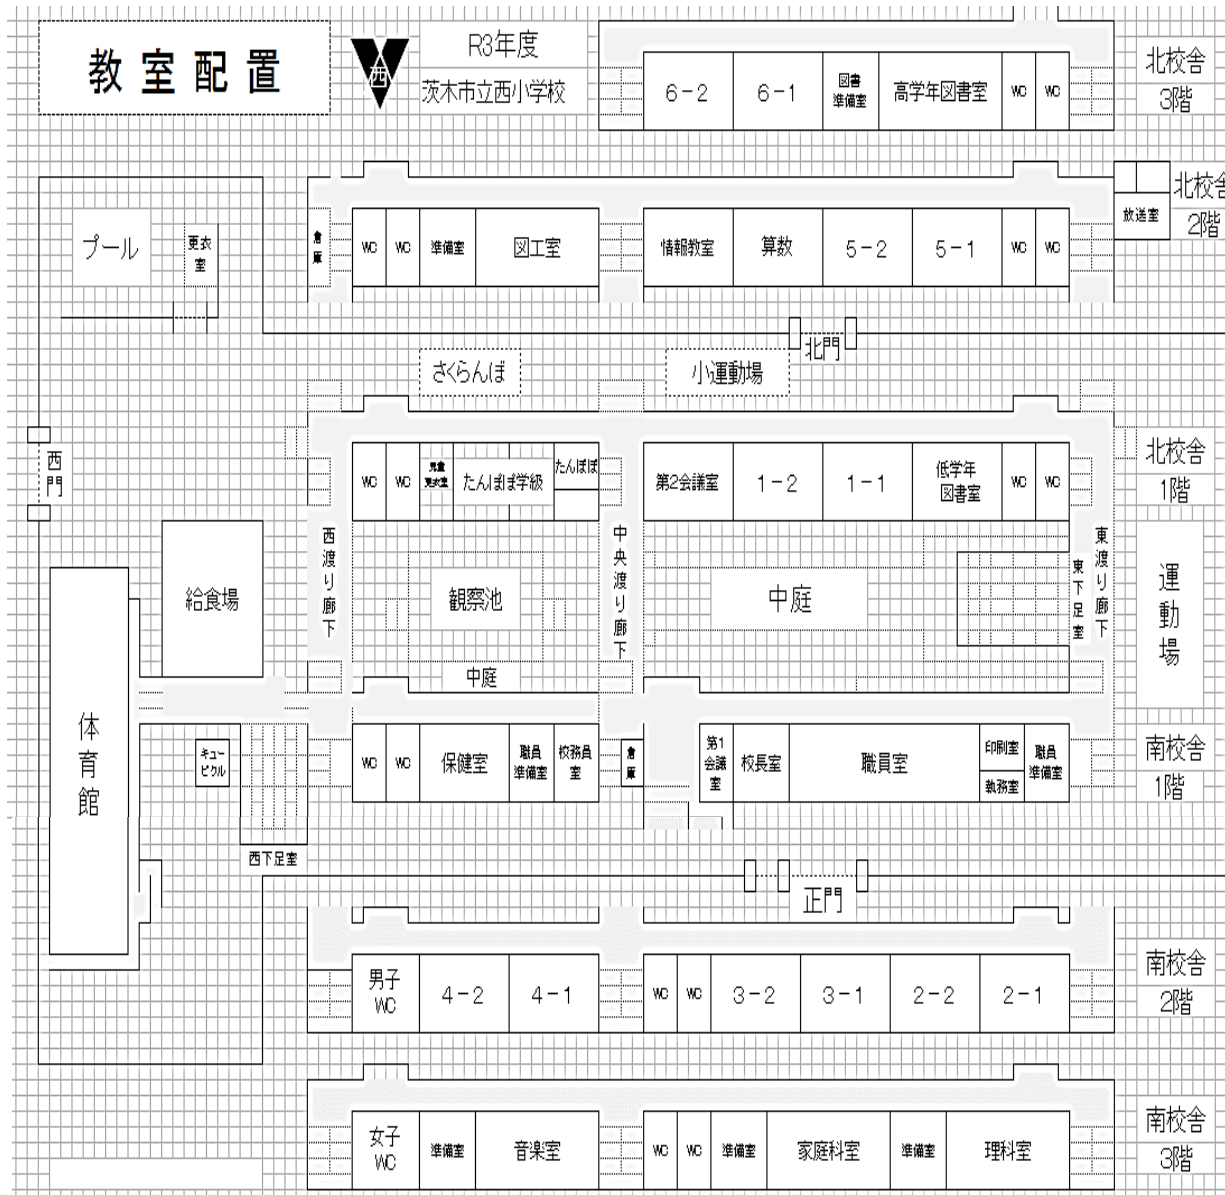 教室配置
西
R3年度
茨木市立西小学校
北校舎
3階
6-2
6-1
図書
準備室
高学年図書室
WC
WC
北校舎
2階
放送室
プール
更衣
室
倉庫
WC
WC
準備室
図工室
情報教室
算数
5-2
5-1
WC
WC
北門
さくらんぼ
小運動場
西門
北校舎
1階
WC
WC
児童
更衣室
たんぽぽ学級
たんぽぽ
第2会議室
1-2
1-1
低学年
図書室
WC
WC
西渡り廊下
中央渡り廊下
東渡り廊下
東下足室
給食場
観察池
中庭
運動場
中庭
体育館
キュー
ビクル
WC
WC
保健室
職員
準備室
校務員
室
倉庫
第1
会議
室
校長室
職員室
印刷室
執務室
職員
準備室
南校舎
1階
西下足室
正門
男子
WC
4-2
4-1
WC
WC
3-2
3-1
2-2
2-1
南校舎
2階
女子
WC
準備室
音楽室
WC
WC
準備室
家庭科室
準備室
理科室
南校舎
3階